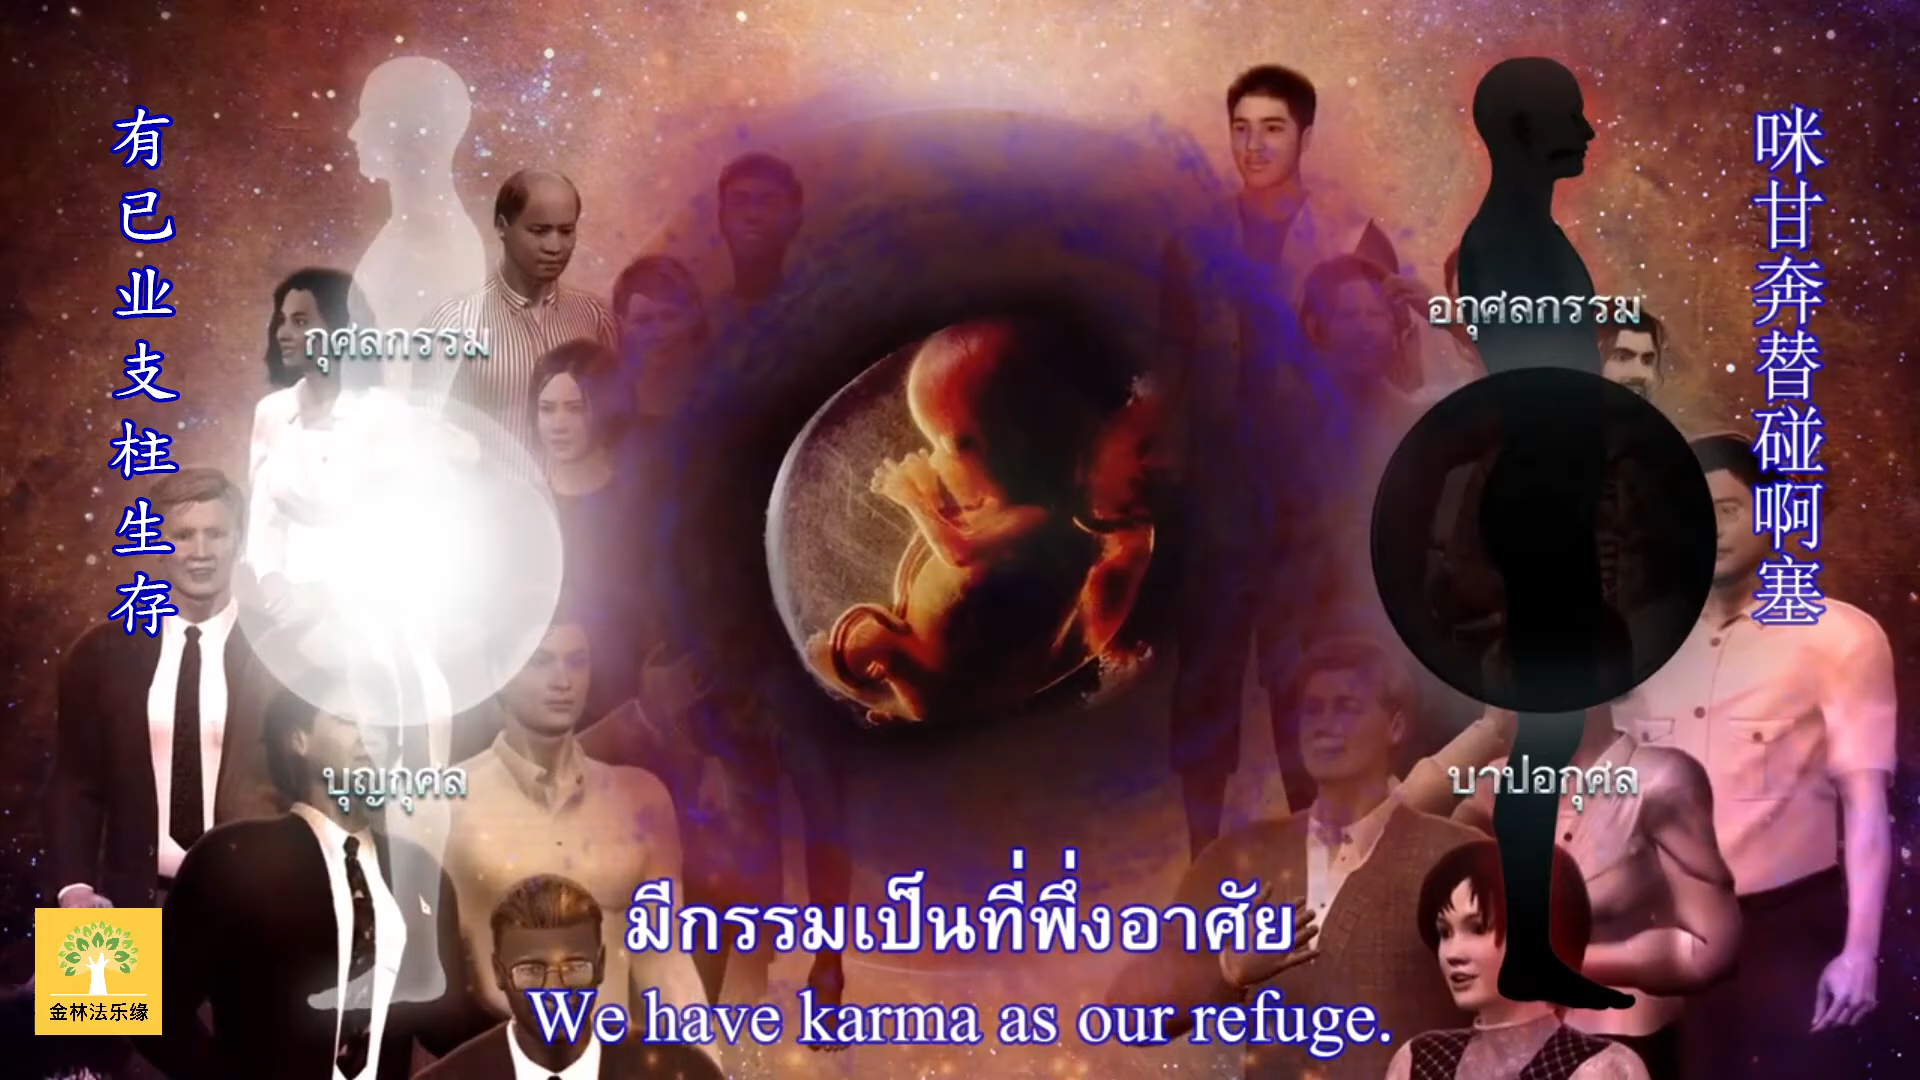 有已业支柱生存
咪甘奔替碰啊塞
กุศลกรรม
อกุศลกรรม
บุญกุศล
บาปอกุศล
มีกรรมเป็นที่พึ่งอาศัย
We have karma as our refuge.
金林法乐缘